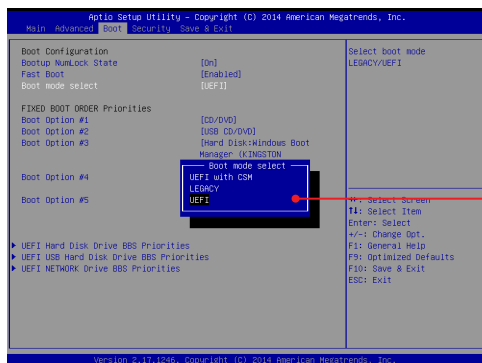 Aptio Setup Utility – Copyright (C) 2014 American Megatrends, Inc.
Main Advanced Boot Security Save & Exit
Boot Configuration
Bootup NumLock State [On]
Fast Boot [Enabled]
Boot mode select [UEFI]
FIXED BOOT ORDER Priorities
Boot Option #1 [CD/DVD]
Boot Option #2 [USB CD/DVD]
Boot Option #3 [Hard Disk:Windows Boot
Manager (KINGSTON
Boot mode select
UEFI with CSM
LEGACY
UEFI
Boot Option #4
Boot Option #5
UEFI Hard Disk Drive BBS Priorities
UEFI USB Hard Disk Drive BBS Priorities
UEFI NETWORK Drive BBS Priorities
Select boot mode
LEGACY/UEFI
Select Screen
↑↓: Select Item
Enter: Select
+/-: Change Opt.
F1: General Help
F9: Optimized Defaults
F10: Save & Exit
ESC: Exit
Version 2.17.1246. Copyright (C) 2014 American Megatrends, Inc.